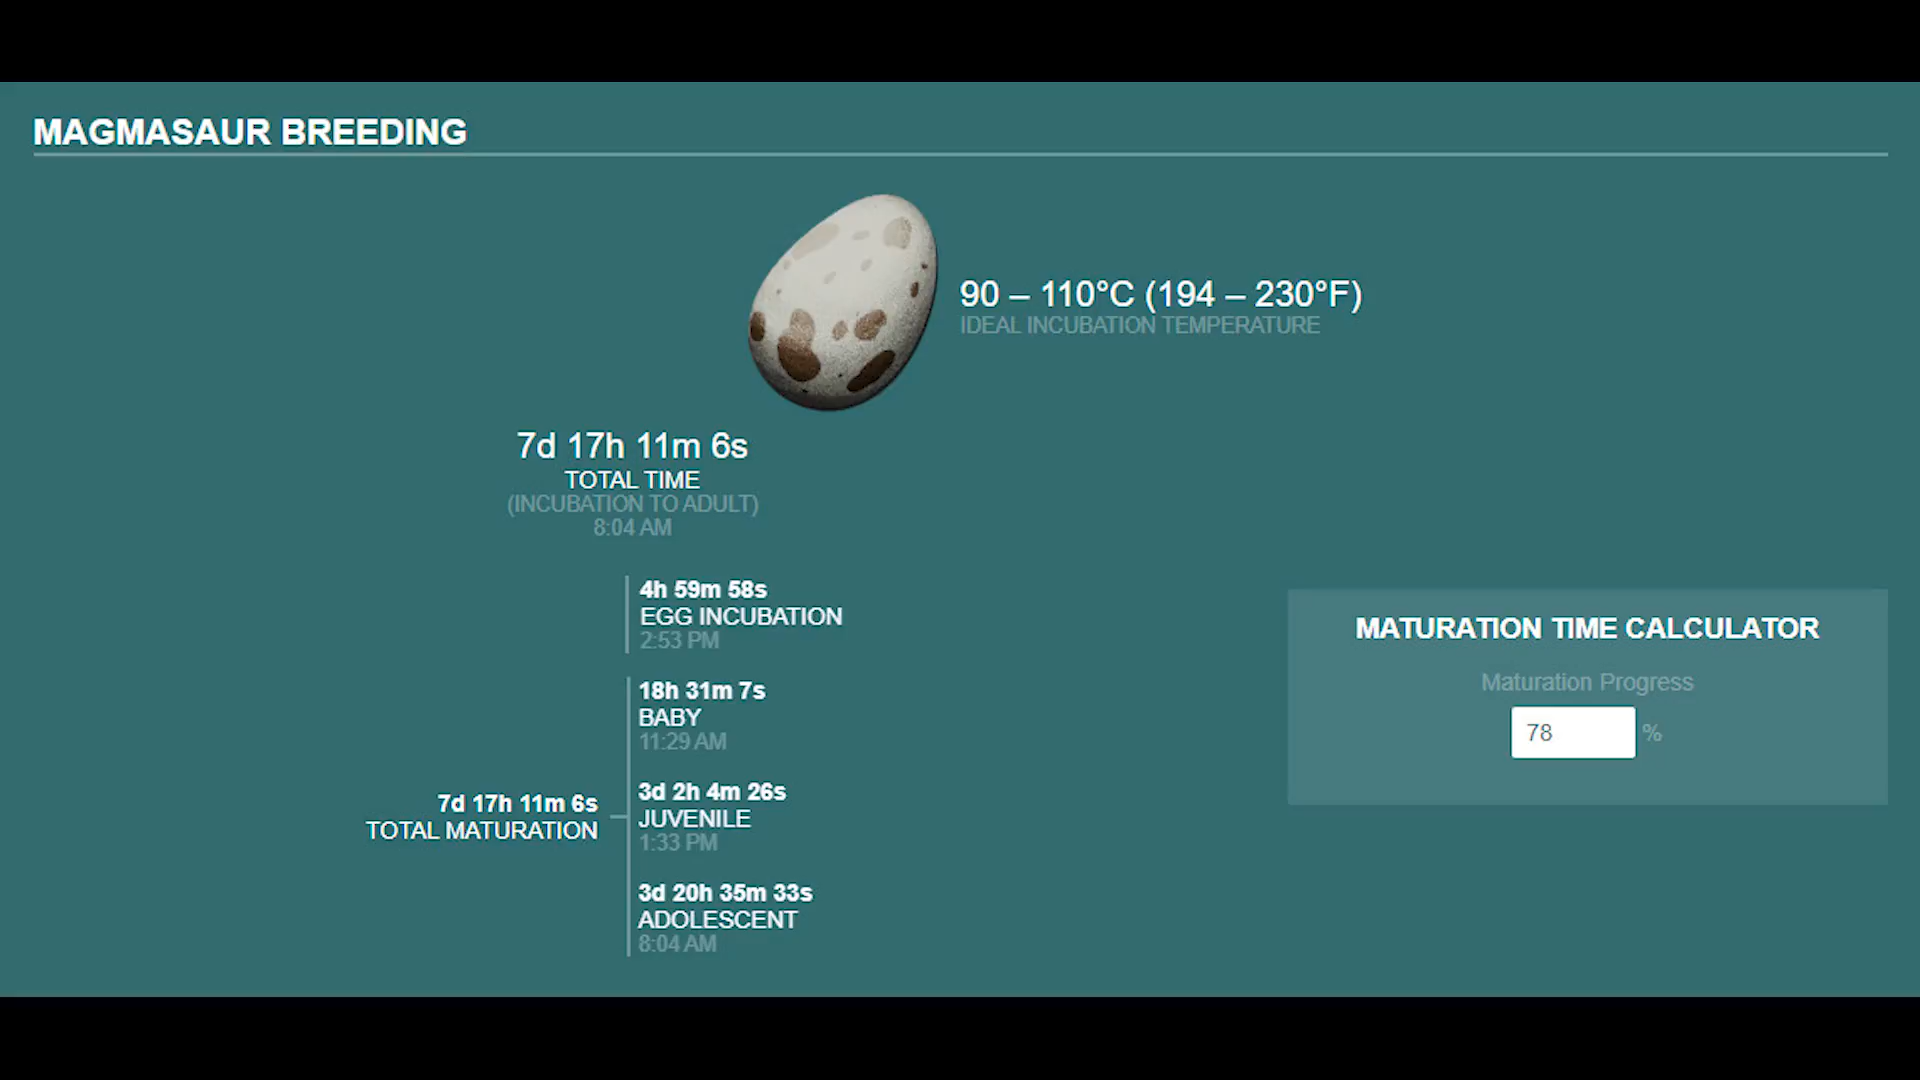 MAGMASAUR BREEDING
90 – 110°C (194 – 230°F)
IDEAL INCUBATION TEMPERATURE
7d 17h 11m 6s
TOTAL TIME
(INCUBATION TO ADULT)
8:04 AM
4h 59m 58s
EGG INCUBATION
2:53 PM
18h 31m 7s
BABY
11:29 AM
7d 17h 11m 6s
TOTAL MATURATION
3d 2h 4m 26s
JUVENILE
1:33 PM
3d 20h 35m 33s
ADOLESCENT
8:04 AM
MATURATION TIME CALCULATOR
Maturation Progress
78 %